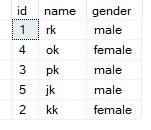 id name gender
1 rk male
4 ok female
3 pk male
5 jk male
2 kk female